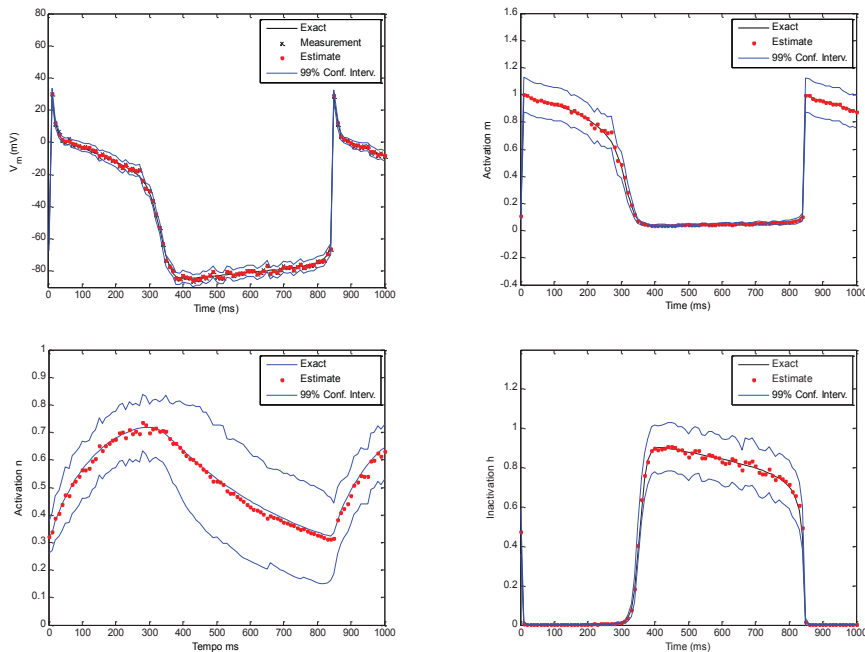 80
60
40
20
0
-20
-40
-60
-80
V m (mV)
0 100 200 300 400 500 600 700 800 900 1000
Time (ms)
Exact
Measurement
Estimate
99% Conf. Interv.
1.6
1.4
1.2
1
0.8
0.6
0.4
0.2
0
-0.2
-0.4
Activation m
0 100 200 300 400 500 600 700 800 900 1000
Time (ms)
Exact
Estimate
99% Conf. Interv.
1
0.9
0.8
0.7
0.6
0.5
0.4
0.3
0.2
0.1
0
Activation n
0 100 200 300 400 500 600 700 800 900 1000
Tempo ms
Exact
Estimate
99% Conf. Interv.
1.2
1
0.8
0.6
0.4
0.2
0
Inactivation h
0 100 200 300 400 500 600 700 800 900 1000
Time (ms)
Exact
Estimate
99% Conf. Interv.